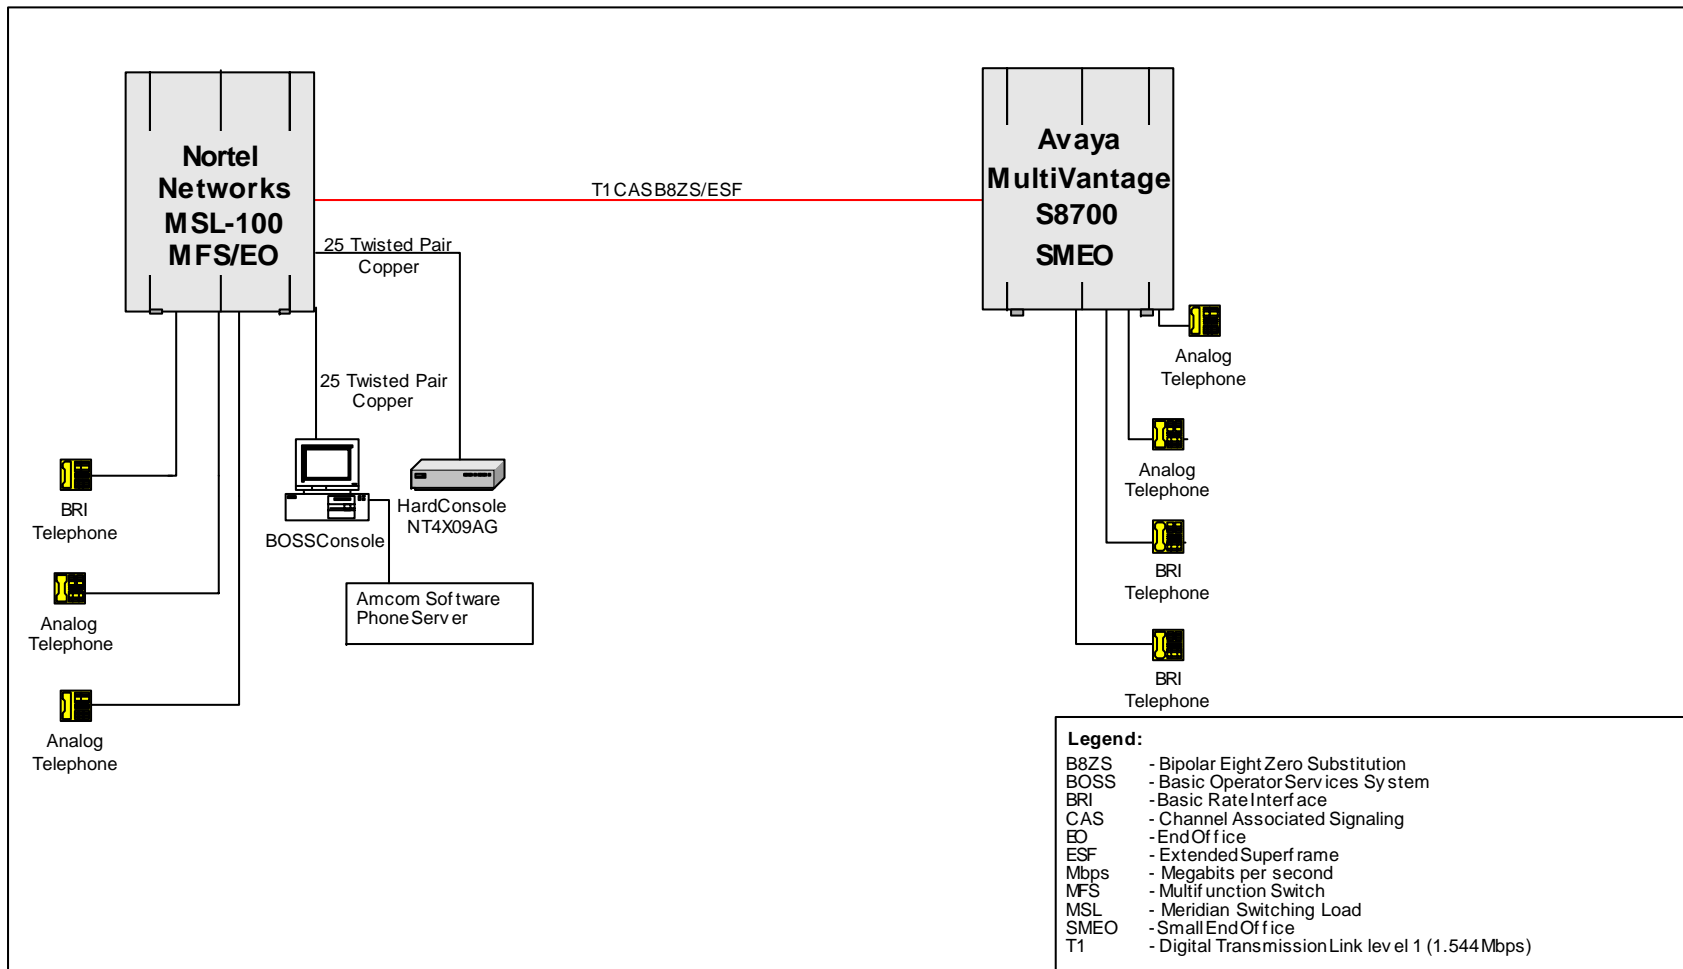 Nortel
Networks
MSL-100
MFS/EO
Avaya
MultiVantage
S8700
SMEO
T1 CAS B8ZS/ESF
25 Twisted Pair
Copper
25 Twisted Pair
Copper
BRI
Telephone
Analog
Telephone
Analog
Telephone
BOSS Console
HardConsole
NT4X09AG
Amcom Software
Phone Server
Analog
Telephone
Analog
Telephone
BRI
Telephone
BRI
Telephone
Legend:
B8ZS - Bipolar Eight Zero Substitution
BOSS - Basic Operator Services System
BRI - Basic Rate Interface
CAS - Channel Associated Signaling
EO - End Office
ESF - Extended Superframe
Mbps - Megabits per second
MFS - Multifunction Switch
MSL - Meridian Switching Load
SMEO - Small End Office
T1 - Digital Transmission Link level 1 (1.544 Mbps)